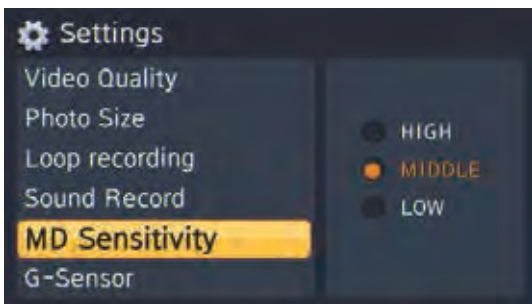 Settings
Video Quality
Photo Size
Loop recording
Sound Record
MD Sensitivity
G-Sensor
HIGH
MIDDLE
LOW